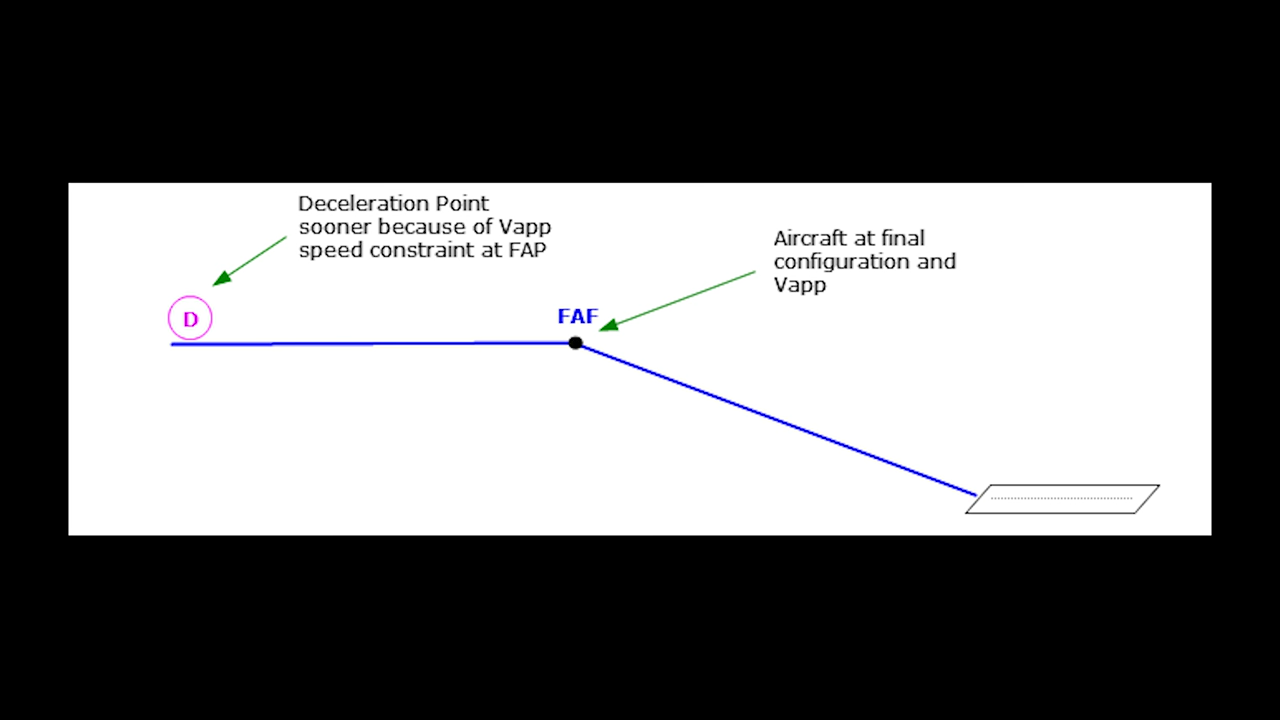 Deceleration Point
sooner because of Vapp
speed constraint at FAP
Aircraft at final
configuration and
Vapp
FAF
D